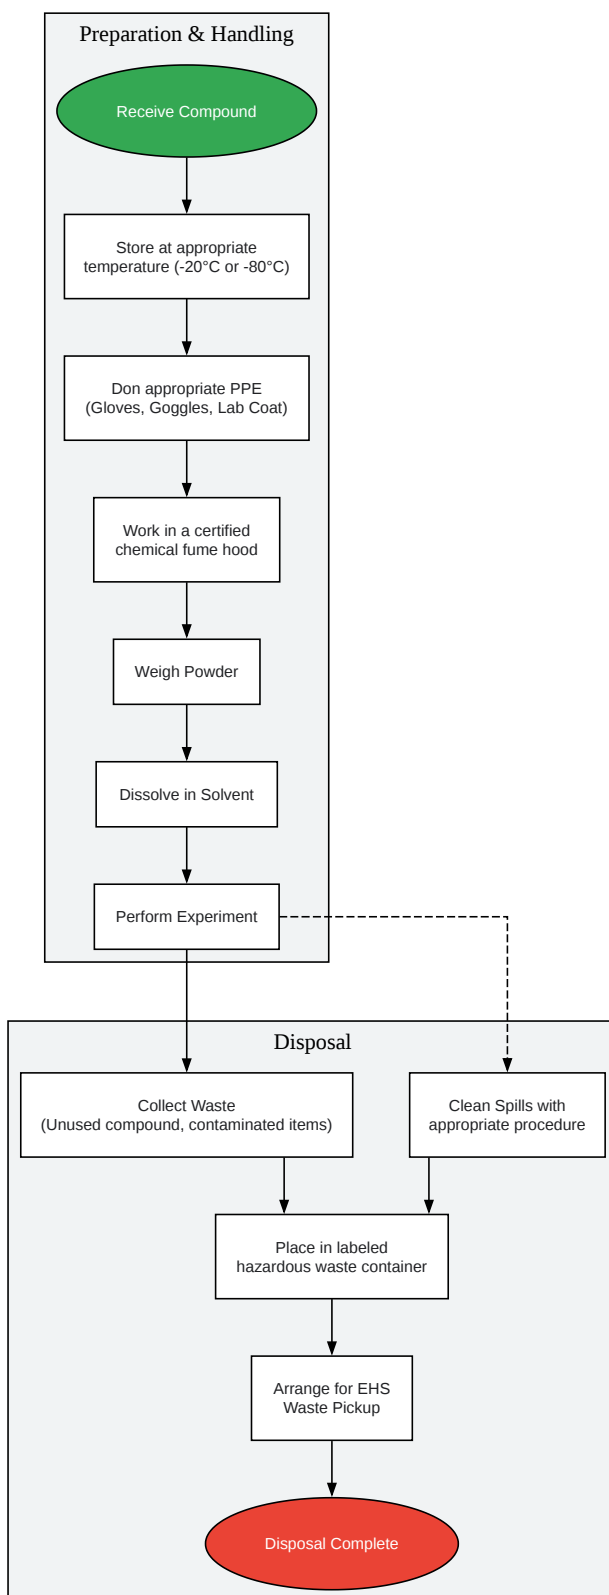 Preparation & Handling
Receive Compound
Store at appropriate
temperature (-20°C or -80°C)
Don appropriate PPE
(Gloves, Goggles, Lab Coat)
Work in a certified
chemical fume hood
Weigh Powder
Dissolve in Solvent
Perform Experiment
Disposal
Collect Waste
(Unused compound, contaminated items)
Clean Spills with
appropriate procedure
Place in labeled
hazardous waste container
Arrange for EHS
Waste Pickup
Disposal Complete